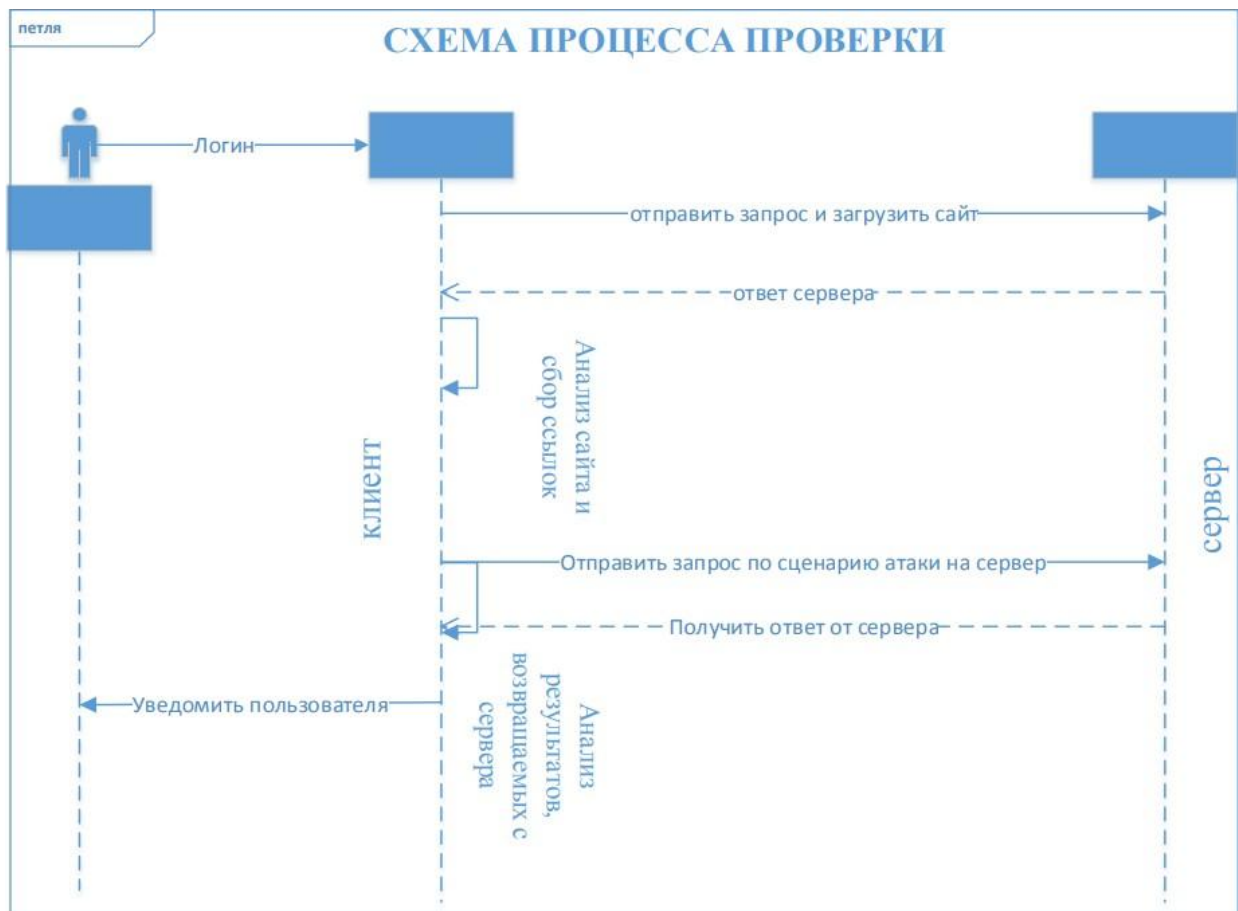 петля
СХЕМА ПРОЦЕССА ПРОВЕРКИ
Логин
отправить запрос и загрузить сайт
ответ сервера
Анализ сайта и
сбор ссылок
клиент
сервер
Отправить запрос по сценарию атаки на сервер
Получить ответ от сервера
Уведомить пользователя
Анализ
результатов,
возвращаемых с
сервера